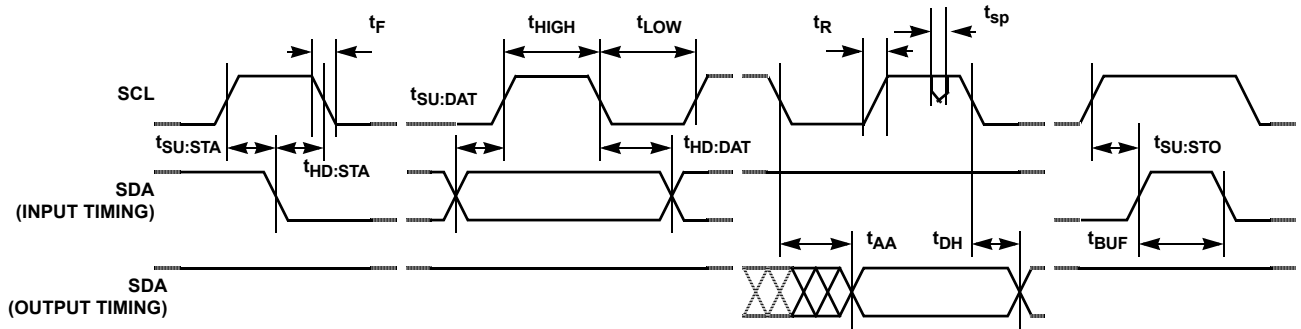 tF
tHIGH
tLOW
tR
tsp
SCL
tSU:DAT
tSU:STA
tHD:STA
tHD:DAT
tSU:STO
SDA
(INPUT TIMING)
tAA
tDH
tBUF
SDA
(OUTPUT TIMING)